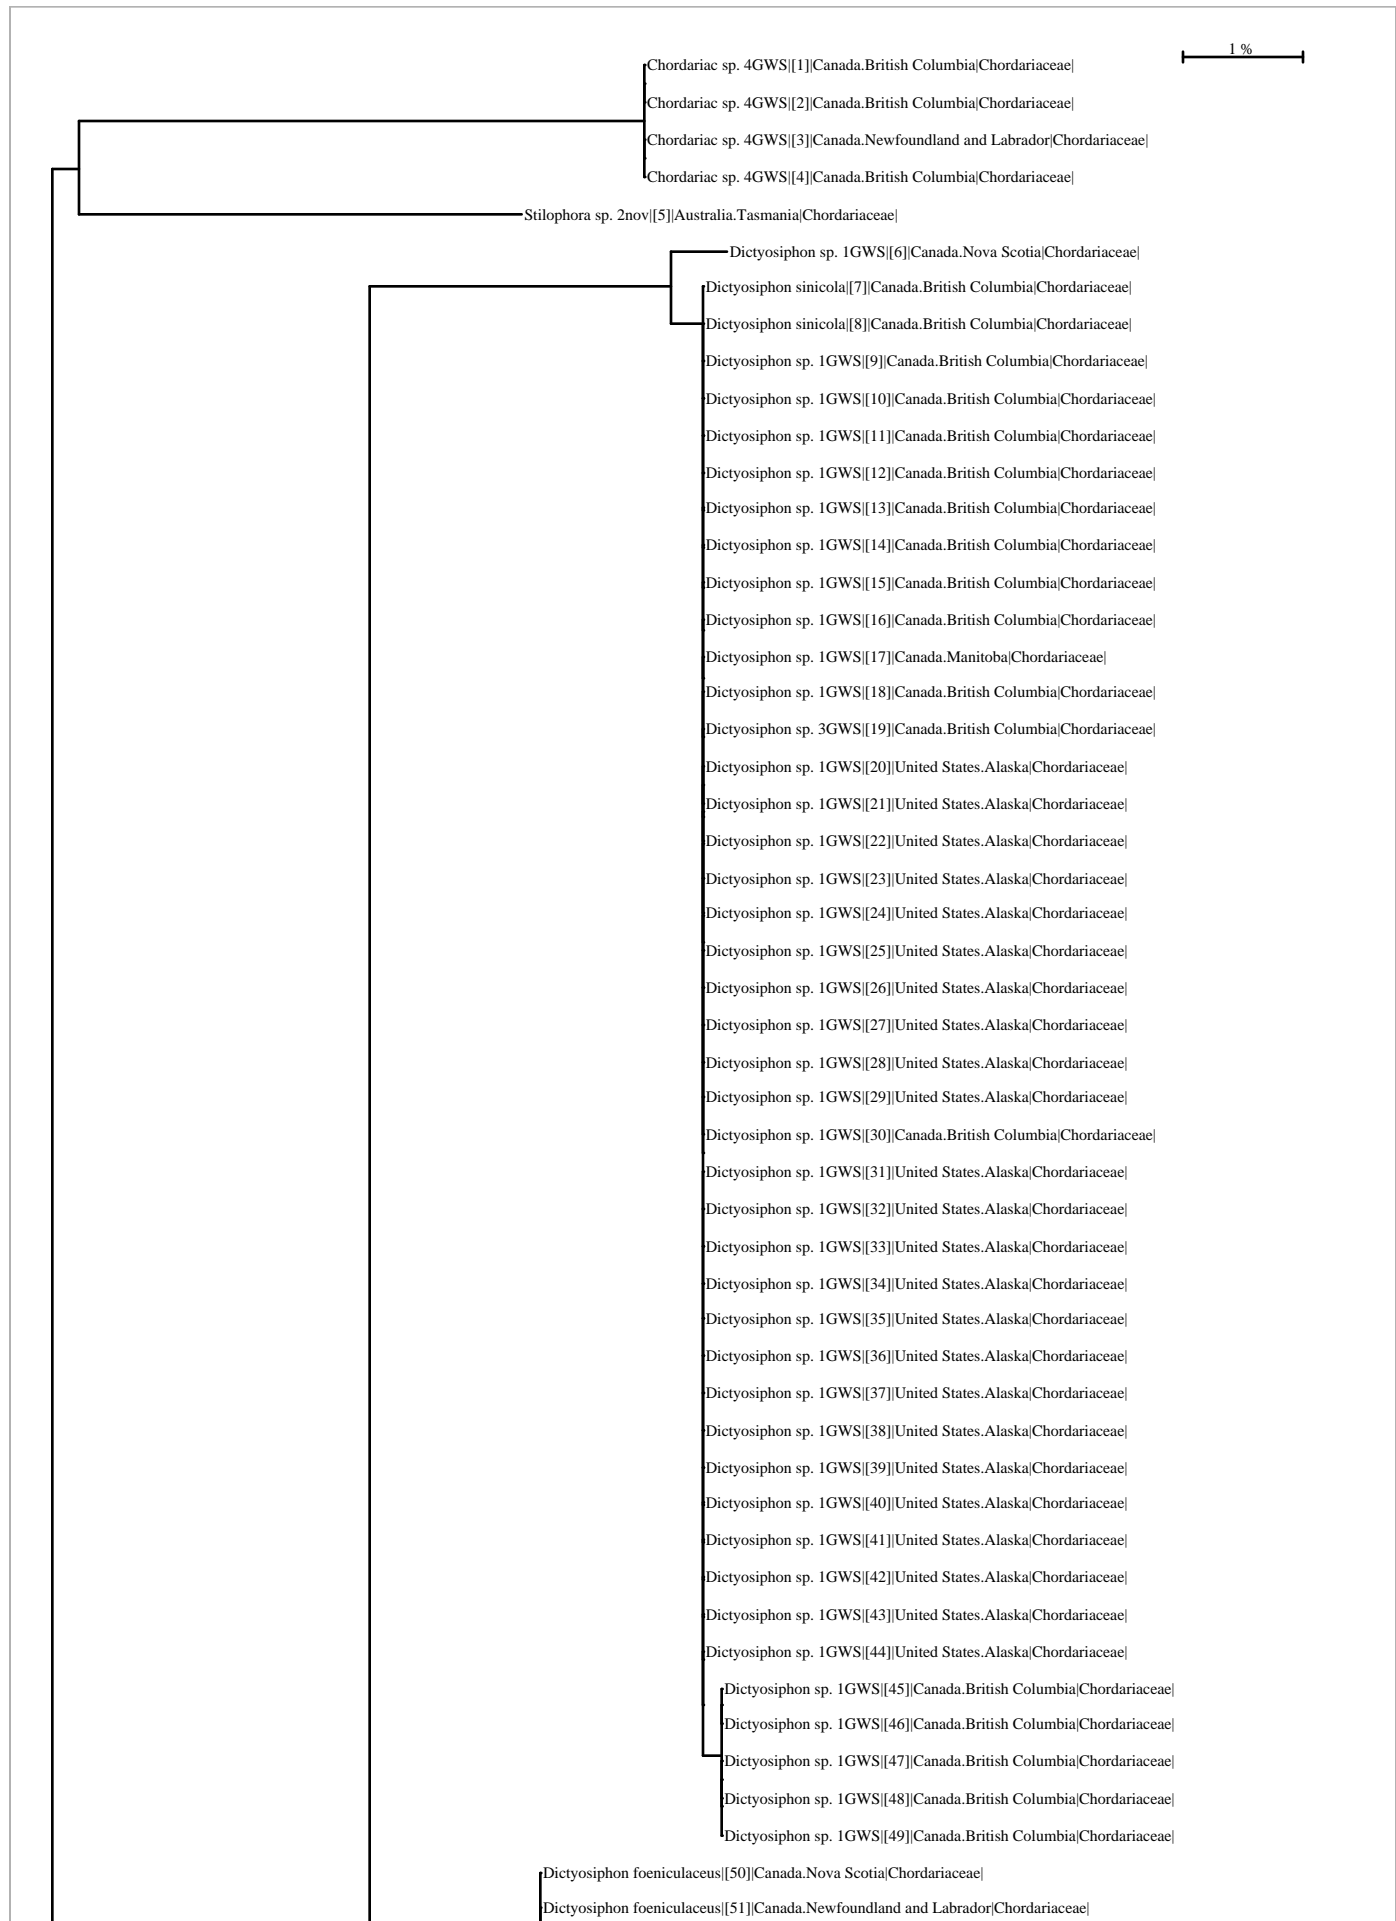 1 %
Chordariac sp. 4GWS|[1]|Canada.British Columbia|Chordariaceae|
Chordariac sp. 4GWS|[2]|Canada.British Columbia|Chordariaceae|
Chordariac sp. 4GWS|[3]|Canada.Newfoundland and Labrador|Chordariaceae|
Chordariac sp. 4GWS|[4]|Canada.British Columbia|Chordariaceae|
Stilophora sp. 2nov|[5]|Australia.Tasmania|Chordariaceae|
Dictyosiphon sp. 1GWS|[6]|Canada.Nova Scotia|Chordariaceae|
Dictyosiphon sinicola|[7]|Canada.British Columbia|Chordariaceae|
Dictyosiphon sinicola|[8]|Canada.British Columbia|Chordariaceae|
Dictyosiphon sp. 1GWS|[9]|Canada.British Columbia|Chordariaceae|
Dictyosiphon sp. 1GWS|[10]|Canada.British Columbia|Chordariaceae|
Dictyosiphon sp. 1GWS|[11]|Canada.British Columbia|Chordariaceae|
Dictyosiphon sp. 1GWS|[12]|Canada.British Columbia|Chordariaceae|
Dictyosiphon sp. 1GWS|[13]|Canada.British Columbia|Chordariaceae|
Dictyosiphon sp. 1GWS|[14]|Canada.British Columbia|Chordariaceae|
Dictyosiphon sp. 1GWS|[15]|Canada.British Columbia|Chordariaceae|
Dictyosiphon sp. 1GWS|[16]|Canada.British Columbia|Chordariaceae|
Dictyosiphon sp. 1GWS|[17]|Canada.Manitoba|Chordariaceae|
Dictyosiphon sp. 1GWS|[18]|Canada.British Columbia|Chordariaceae|
Dictyosiphon sp. 3GWS|[19]|Canada.British Columbia|Chordariaceae|
Dictyosiphon sp. 1GWS|[20]|United States.Alaska|Chordariaceae|
Dictyosiphon sp. 1GWS|[21]|United States.Alaska|Chordariaceae|
Dictyosiphon sp. 1GWS|[22]|United States.Alaska|Chordariaceae|
Dictyosiphon sp. 1GWS|[23]|United States.Alaska|Chordariaceae|
Dictyosiphon sp. 1GWS|[24]|United States.Alaska|Chordariaceae|
Dictyosiphon sp. 1GWS|[25]|United States.Alaska|Chordariaceae|
Dictyosiphon sp. 1GWS|[26]|United States.Alaska|Chordariaceae|
Dictyosiphon sp. 1GWS|[27]|United States.Alaska|Chordariaceae|
Dictyosiphon sp. 1GWS|[28]|United States.Alaska|Chordariaceae|
Dictyosiphon sp. 1GWS|[29]|United States.Alaska|Chordariaceae|
Dictyosiphon sp. 1GWS|[30]|Canada.British Columbia|Chordariaceae|
Dictyosiphon sp. 1GWS|[31]|United States.Alaska|Chordariaceae|
Dictyosiphon sp. 1GWS|[32]|United States.Alaska|Chordariaceae|
Dictyosiphon sp. 1GWS|[33]|United States.Alaska|Chordariaceae|
Dictyosiphon sp. 1GWS|[34]|United States.Alaska|Chordariaceae|
Dictyosiphon sp. 1GWS|[35]|United States.Alaska|Chordariaceae|
Dictyosiphon sp. 1GWS|[36]|United States.Alaska|Chordariaceae|
Dictyosiphon sp. 1GWS|[37]|United States.Alaska|Chordariaceae|
Dictyosiphon sp. 1GWS|[38]|United States.Alaska|Chordariaceae|
Dictyosiphon sp. 1GWS|[39]|United States.Alaska|Chordariaceae|
Dictyosiphon sp. 1GWS|[40]|United States.Alaska|Chordariaceae|
Dictyosiphon sp. 1GWS|[41]|United States.Alaska|Chordariaceae|
Dictyosiphon sp. 1GWS|[42]|United States.Alaska|Chordariaceae|
Dictyosiphon sp. 1GWS|[43]|United States.Alaska|Chordariaceae|
Dictyosiphon sp. 1GWS|[44]|United States.Alaska|Chordariaceae|
Dictyosiphon sp. 1GWS|[45]|Canada.British Columbia|Chordariaceae|
Dictyosiphon sp. 1GWS|[46]|Canada.British Columbia|Chordariaceae|
Dictyosiphon sp. 1GWS|[47]|Canada.British Columbia|Chordariaceae|
Dictyosiphon sp. 1GWS|[48]|Canada.British Columbia|Chordariaceae|
Dictyosiphon sp. 1GWS|[49]|Canada.British Columbia|Chordariaceae|
Dictyosiphon foeniculaceus|[50]|Canada.Nova Scotia|Chordariaceae|
Dictyosiphon foeniculaceus|[51]|Canada.Newfoundland and Labrador|Chordariaceae|